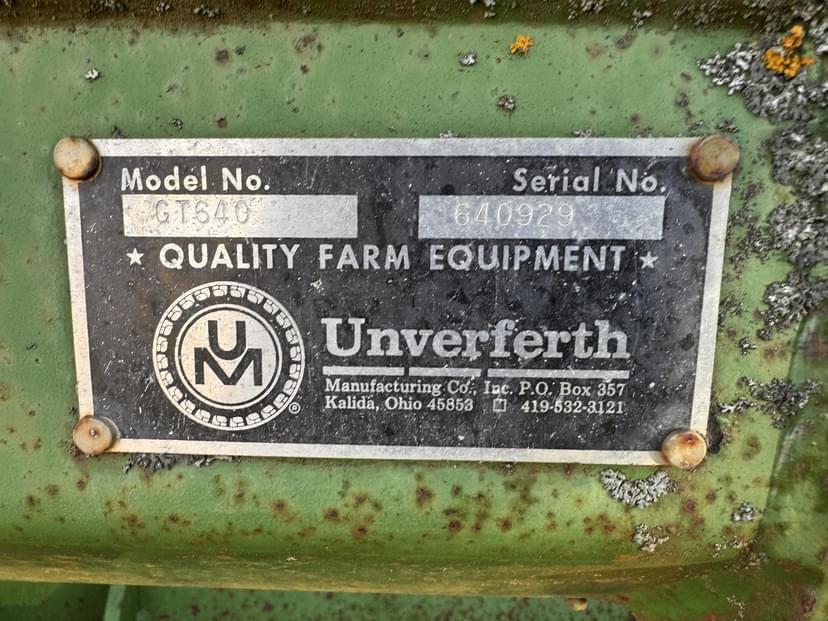 Model No. Serial No.
GT640 640929
★ QUALITY FARM EQUIPMENT ★
UM ®
Unverferth
Manufacturing Co., Inc. P.O. Box 357
Kalida, Ohio 45853 □ 419-532-3121